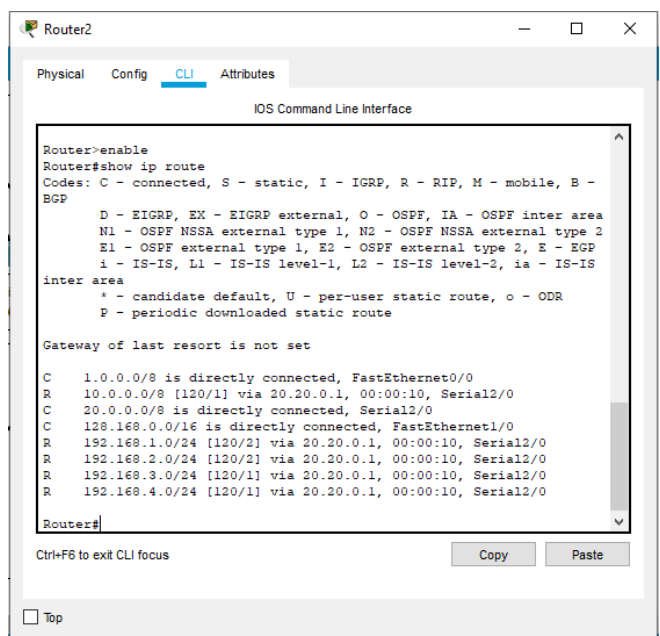 Router2
Physical Config CLI Attributes
IOS Command Line Interface
Router>enable
Router#show ip route
Codes: C - connected, S - static, I - IGRP, R - RIP, M - mobile, B -
BGP
D - EIGRP, EX - EIGRP external, O - OSPF, IA - OSPF inter area
N1 - OSPF NSSA external type 1, N2 - OSPF NSSA external type 2
E1 - OSPF external type 1, E2 - OSPF external type 2, E - EGP
i - IS-IS, L1 - IS-IS level-1, L2 - IS-IS level-2, ia - IS-IS
inter area
* - candidate default, U - per-user static route, o - ODR
P - periodic downloaded static route
Gateway of last resort is not set
C 1.0.0.0/8 is directly connected, FastEthernet0/0
R 10.0.0.0/8 [120/1] via 20.20.0.1, 00:00:10, Serial2/0
C 20.0.0.0/8 is directly connected, Serial2/0
C 128.168.0.0/16 is directly connected, FastEthernet1/0
R 192.168.1.0/24 [120/2] via 20.20.0.1, 00:00:10, Serial2/0
R 192.168.2.0/24 [120/2] via 20.20.0.1, 00:00:10, Serial2/0
R 192.168.3.0/24 [120/1] via 20.20.0.1, 00:00:10, Serial2/0
R 192.168.4.0/24 [120/1] via 20.20.0.1, 00:00:10, Serial2/0
Router#
Ctrl+F6 to exit CLI focus
Copy Paste
Top